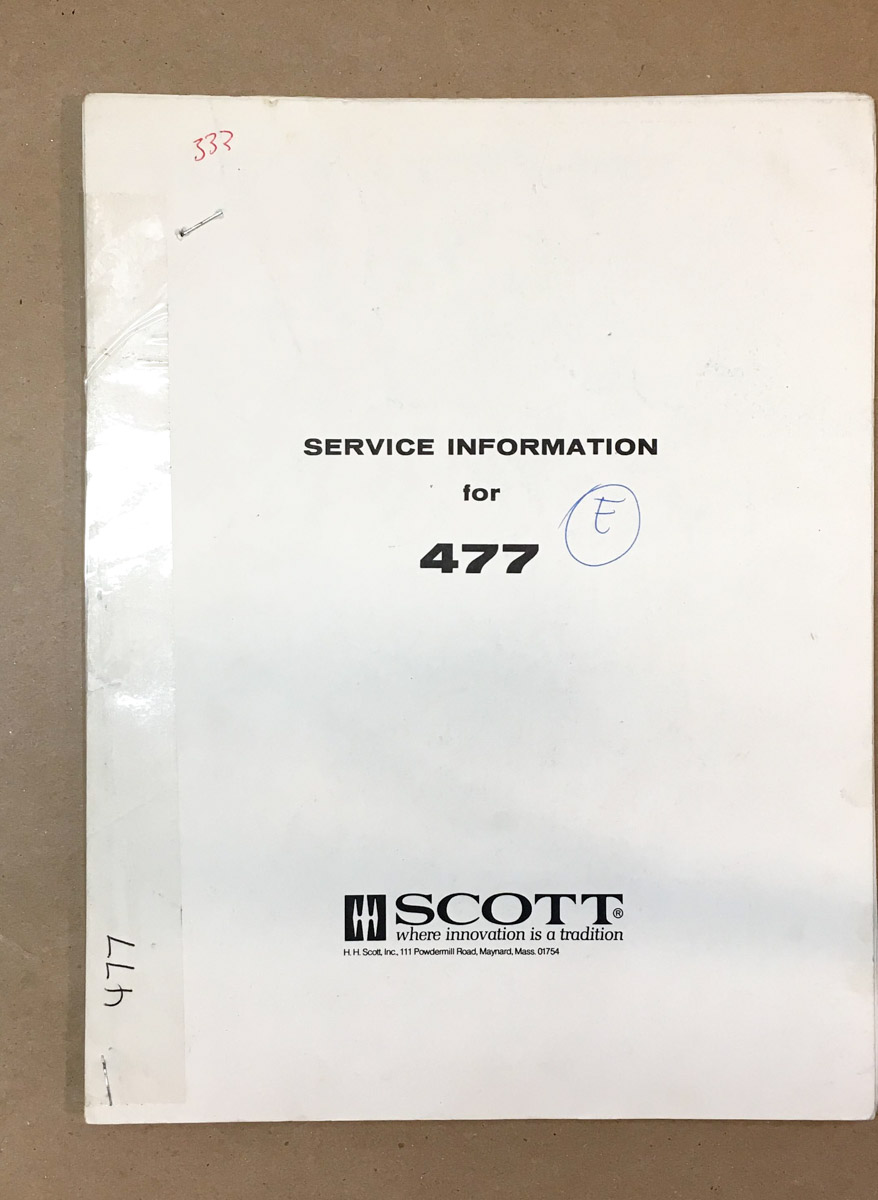 333
SERVICE INFORMATION
for
E
477
SCOTT®
where innovation is a tradition
H. H. Scott, Inc., 111 Powdermill Road, Maynard, Mass. 01754
477